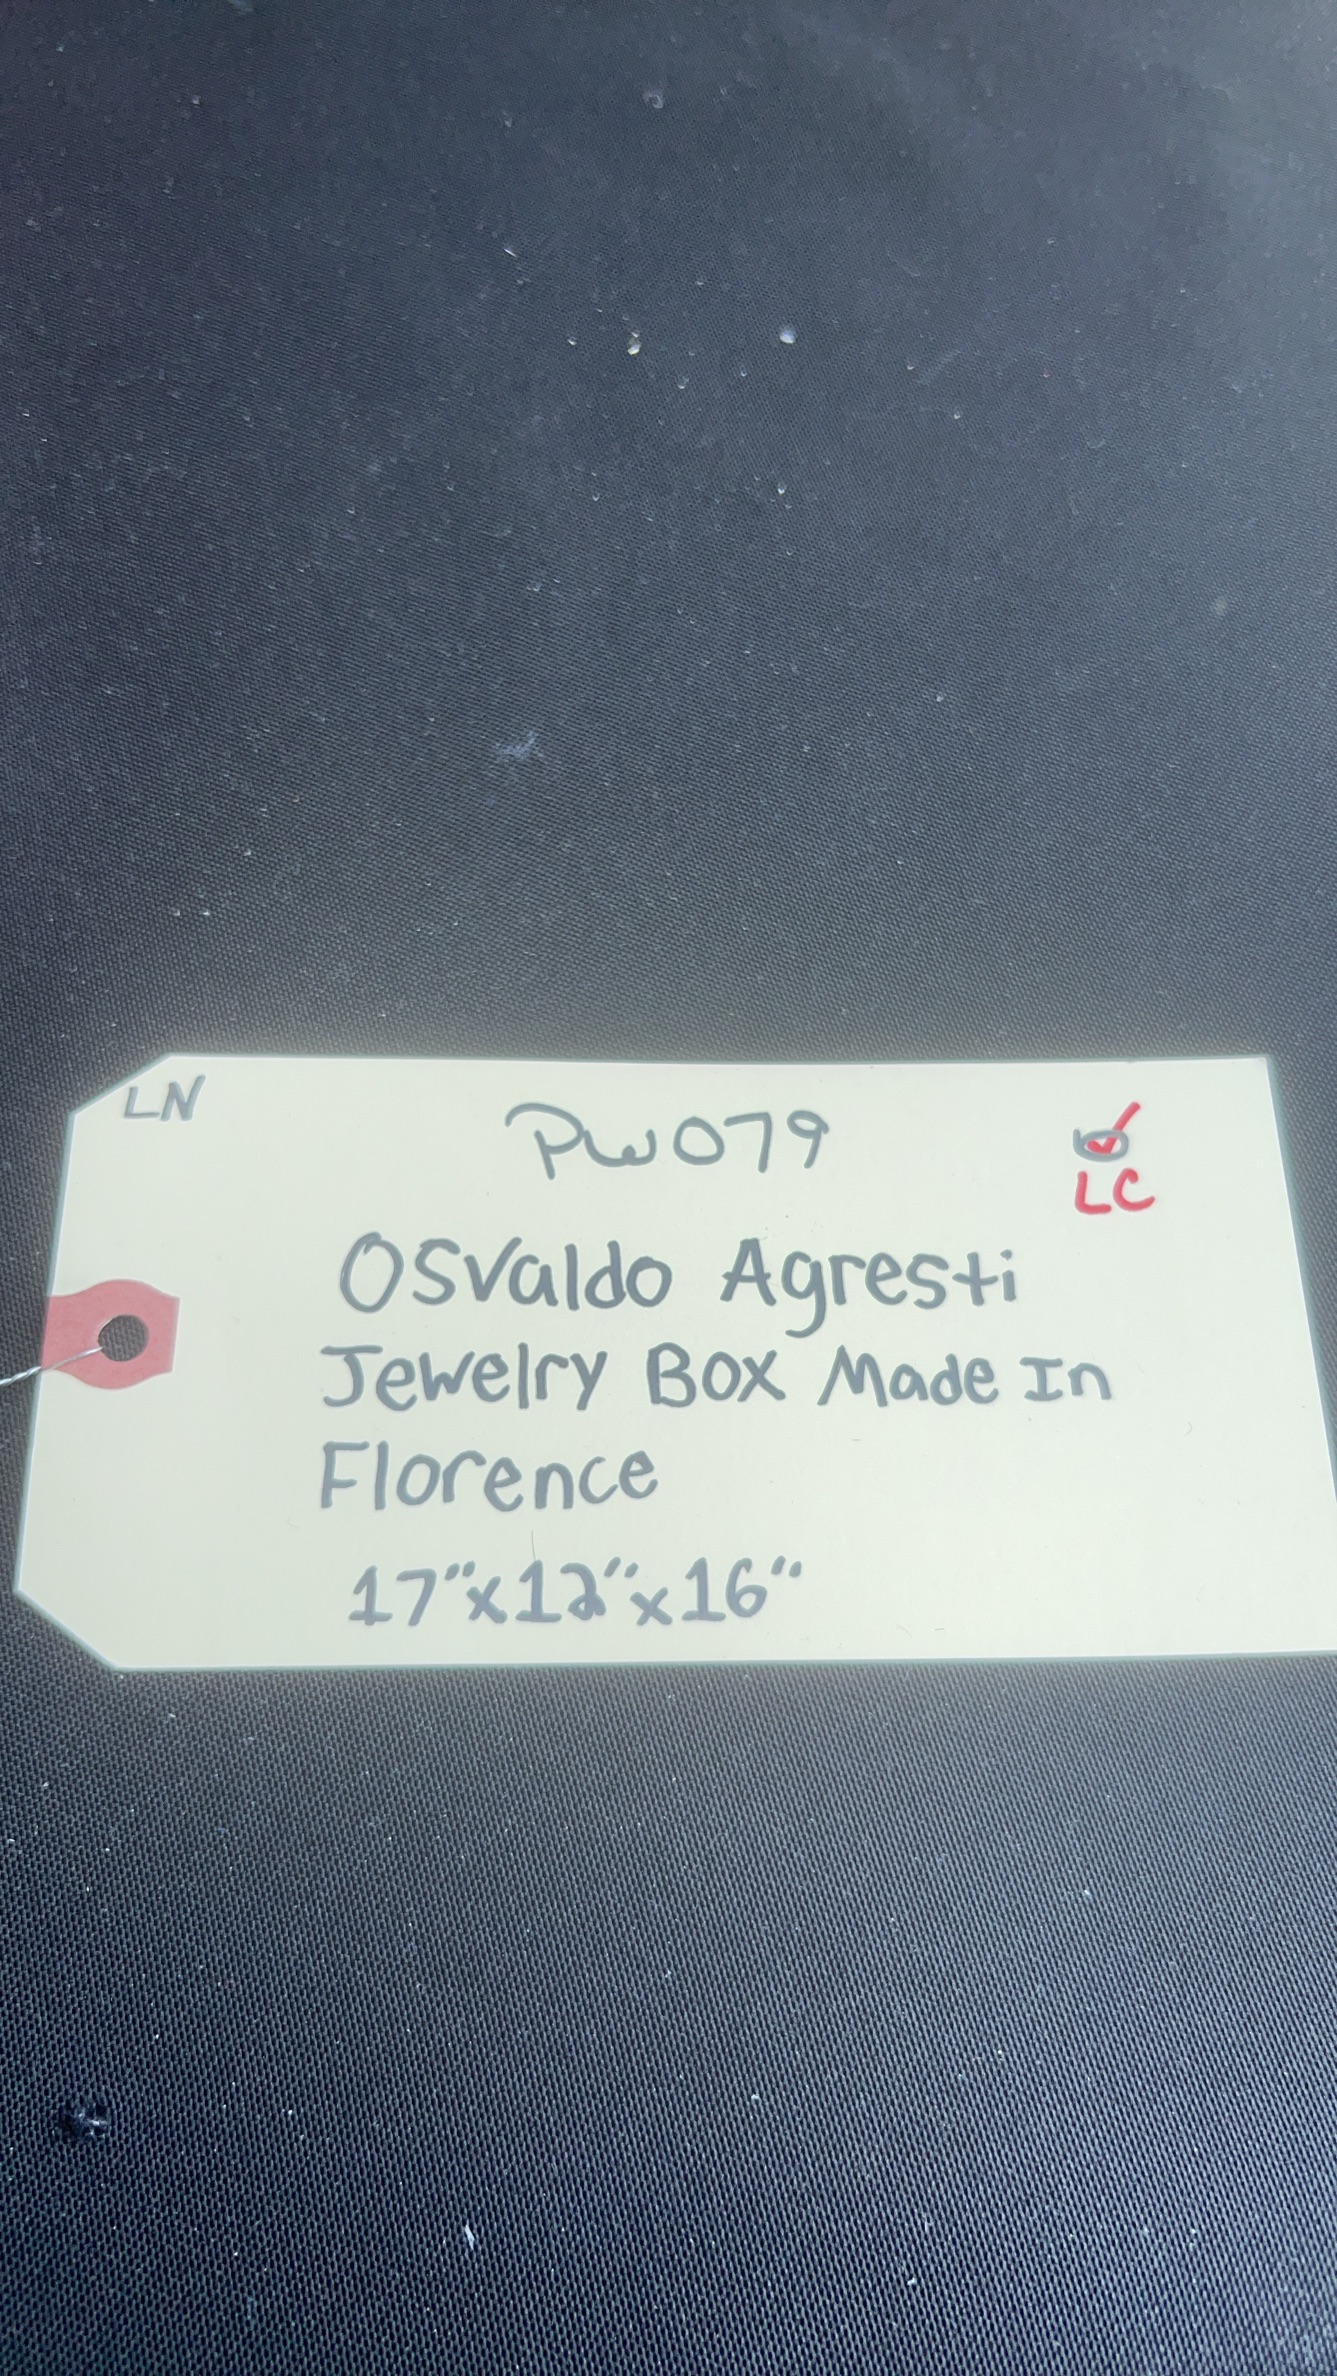 LN
PW079
LC
Osvaldo Agresti
Jewelry Box Made In
Florence
17"x12"x16"